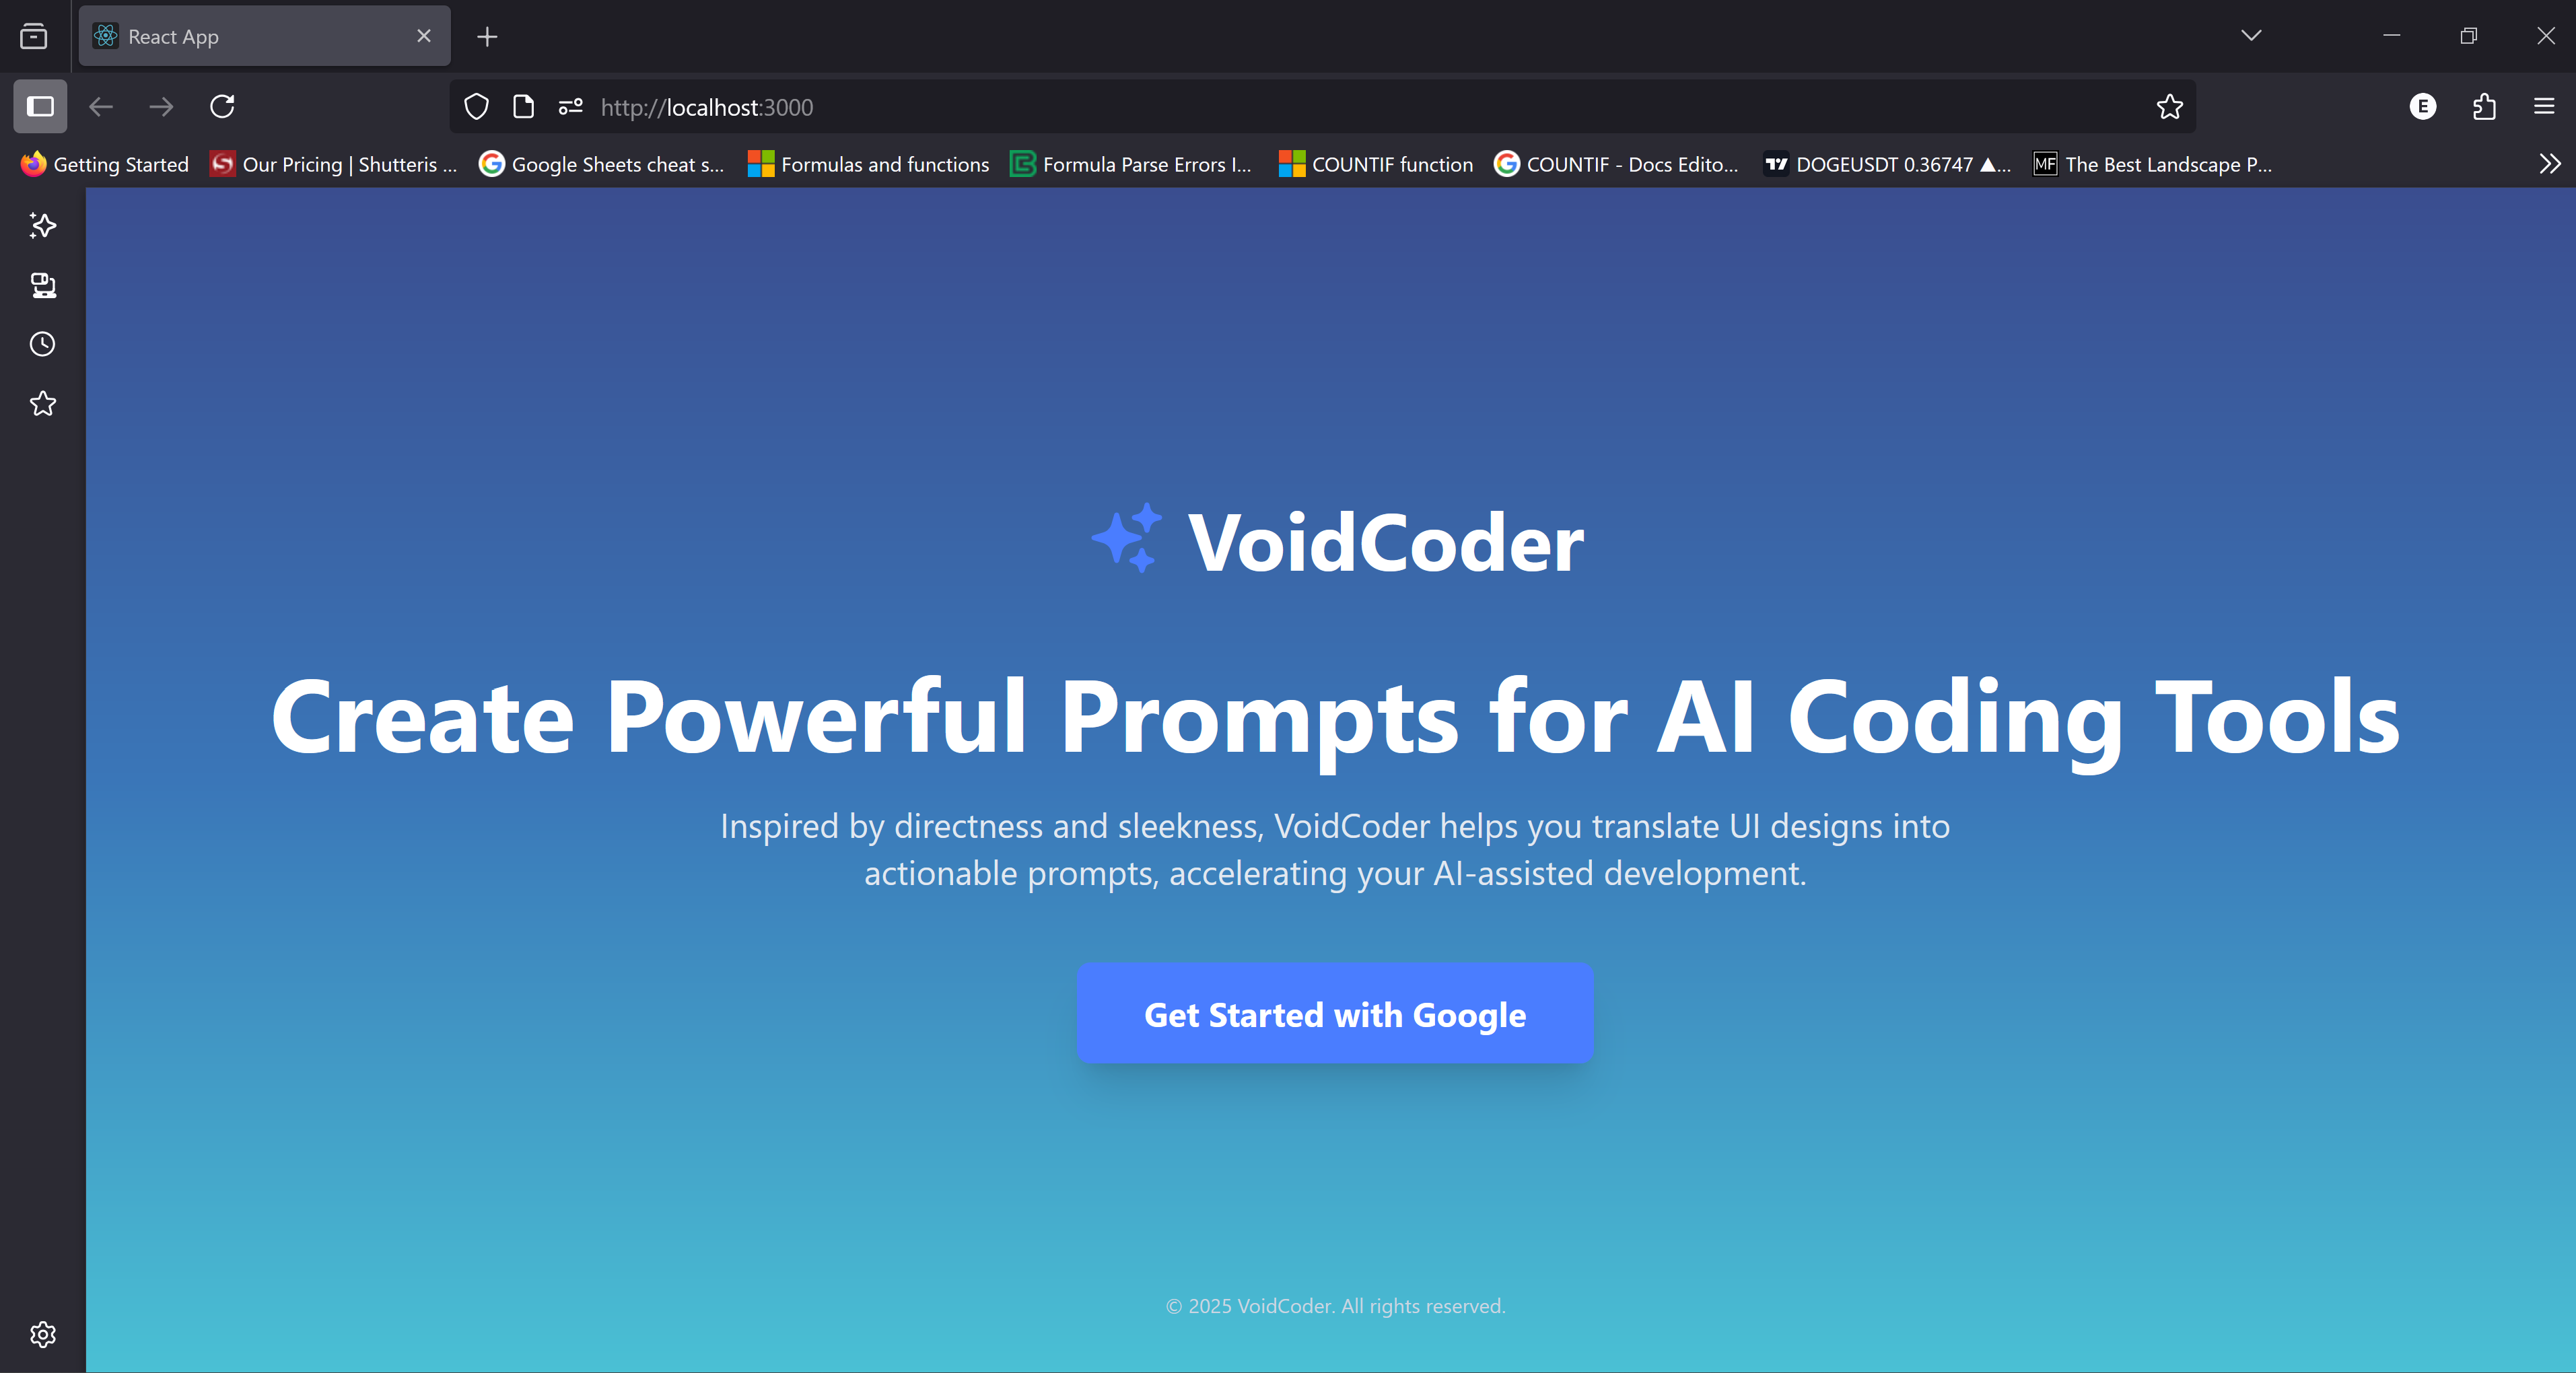 React App
http://localhost:3000
E
Getting Started
Our Pricing | Shutteris ...
Google Sheets cheat s...
Formulas and functions
Formula Parse Errors I...
COUNTIF function
COUNTIF - Docs Edito...
DOGEUSDT 0.36747 ▲...
MF
The Best Landscape P...
VoidCoder
Create Powerful Prompts for AI Coding Tools
Inspired by directness and sleekness, VoidCoder helps you translate UI designs into
actionable prompts, accelerating your AI-assisted development.
Get Started with Google
© 2025 VoidCoder. All rights reserved.